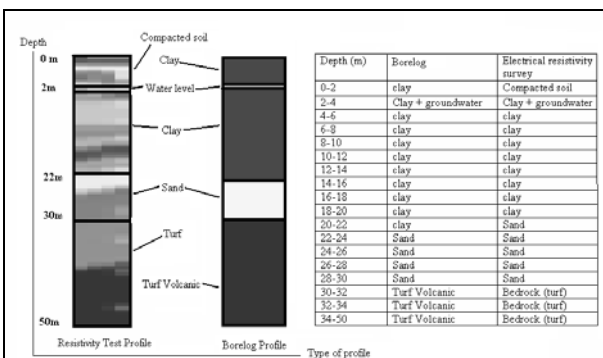 Depth
0 m
2m
22m
30m
50m
Compacted soil
Clay
Water level
Clay
Sand
Turf
Turf Volcanic
Resistivity Test Profile
Borelog Profile
Type of profile
Depth (m) Borelog Electrical resistivity survey
0-2 clay Compacted soil
2-4 Clay + groundwater Clay + groundwater
4-6 clay clay
6-8 clay clay
8-10 clay clay
10-12 clay clay
12-14 clay clay
14-16 clay clay
16-18 clay clay
18-20 clay clay
20-22 clay Sand
22-24 Sand Sand
24-26 Sand Sand
26-28 Sand Sand
28-30 Sand Sand
30-32 Turf Volcanic Bedrock (turf)
32-34 Turf Volcanic Bedrock (turf)
34-50 Turf Volcanic Bedrock (turf)